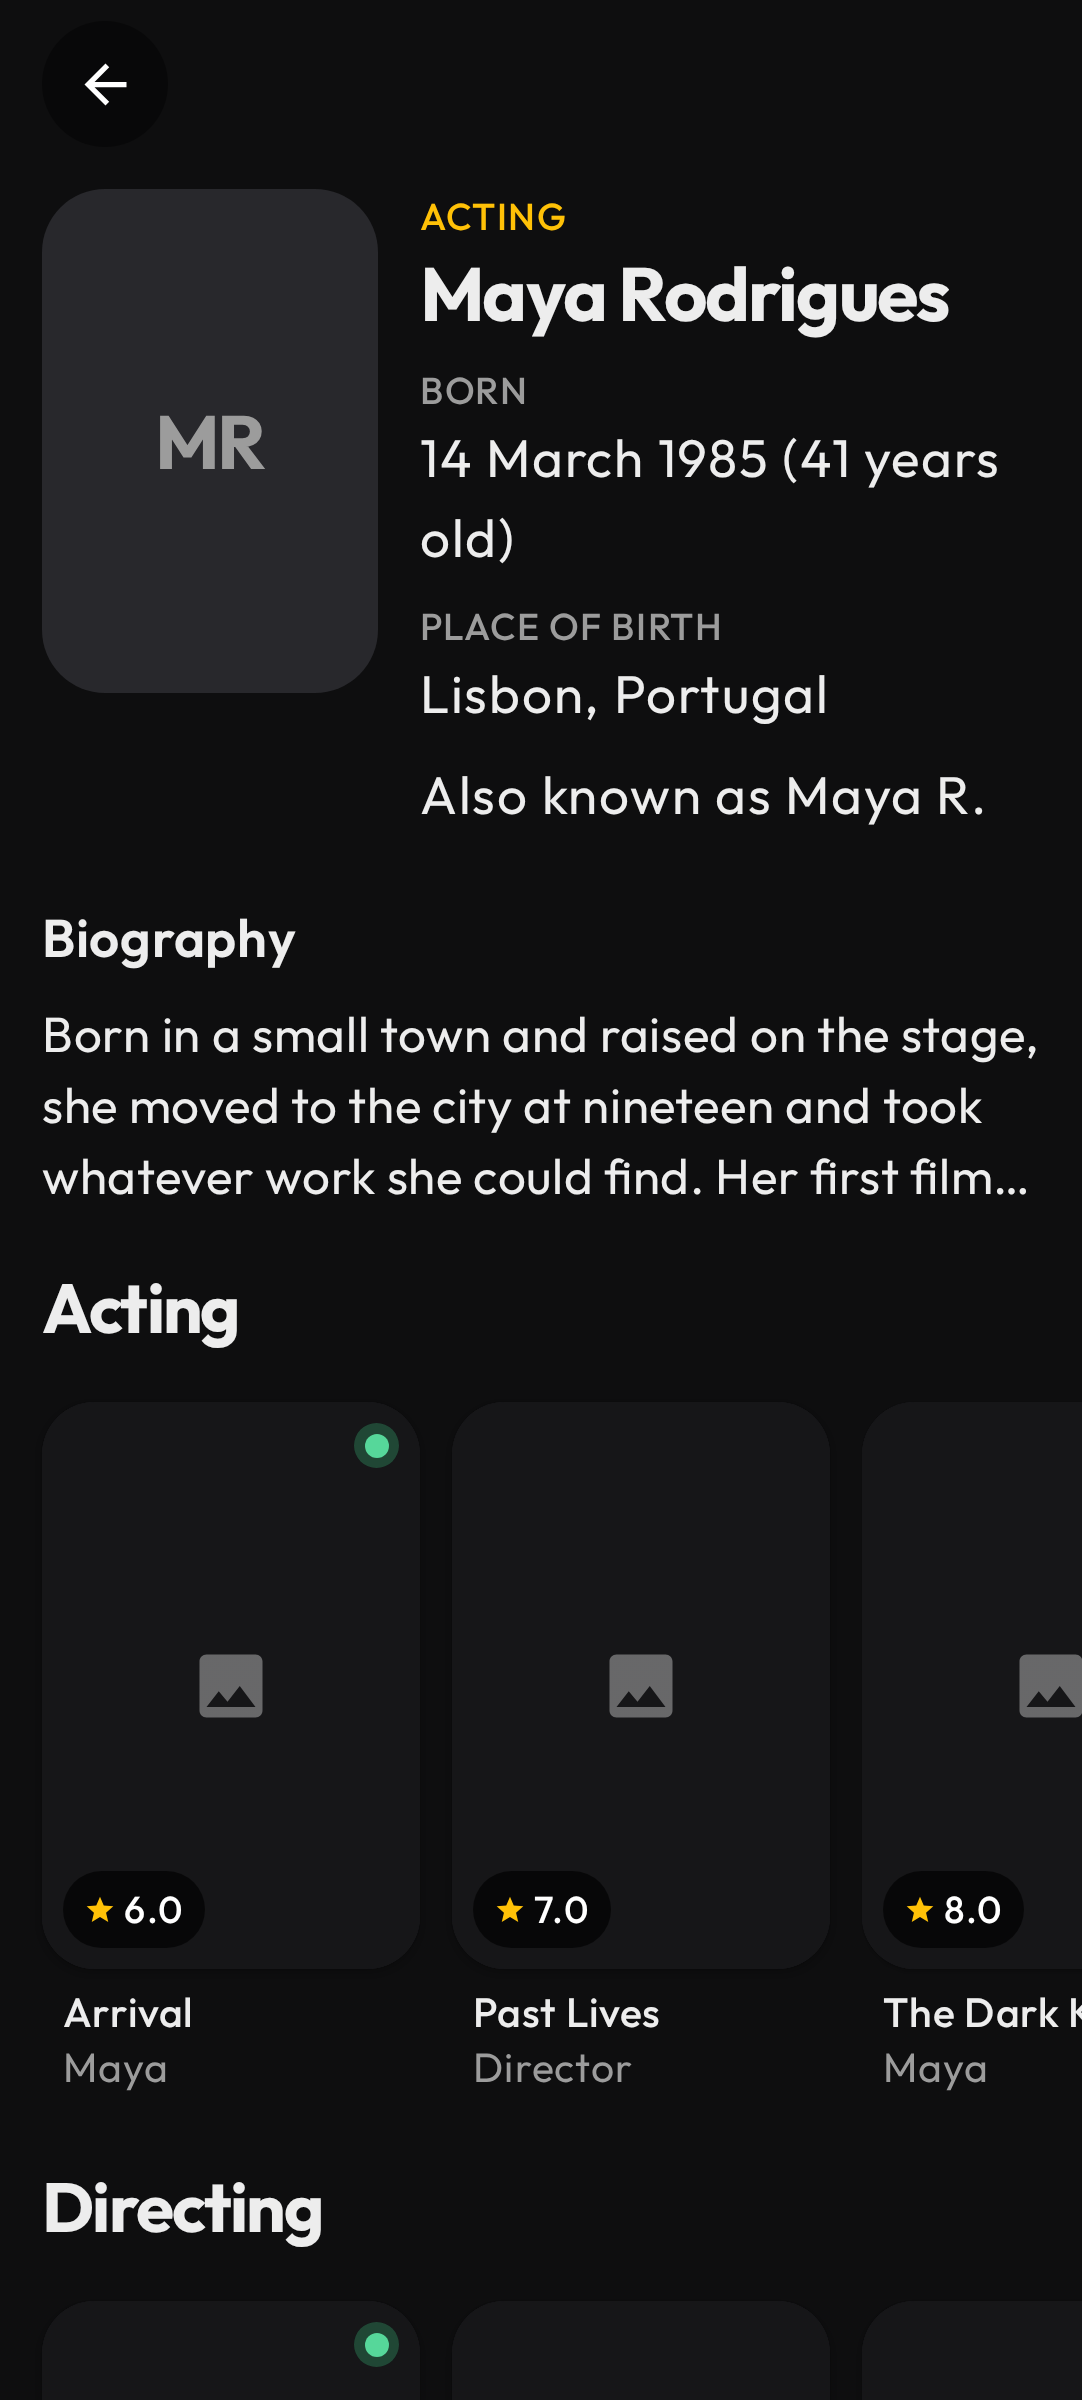 ACTING
Maya Rodrigues
MR
BORN
14 March 1985 (41 years
old)
PLACE OF BIRTH
Lisbon, Portugal
Also known as Maya R.
Biography
Born in a small town and raised on the stage,
she moved to the city at nineteen and took
whatever work she could find. Her first film...
Acting
6.0
7.0
8.0
Arrival
Past Lives
The Dark
Maya
Director
Maya
Directing